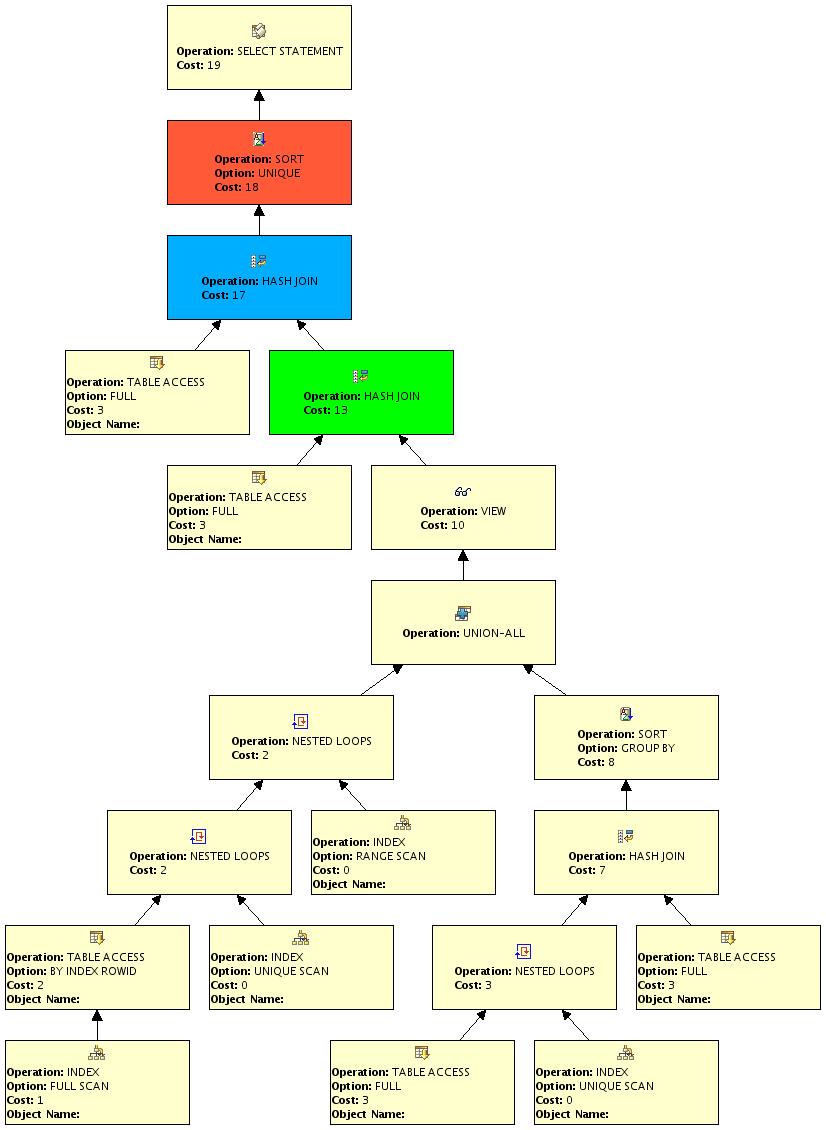 Operation: SELECT STATEMENT
Cost: 19
Operation: SORT
Option: UNIQUE
Cost: 18
Operation: HASH JOIN
Cost: 17
Operation: TABLE ACCESS
Option: FULL
Cost: 3
Object Name:
Operation: HASH JOIN
Cost: 13
Operation: TABLE ACCESS
Option: FULL
Cost: 3
Object Name:
Operation: VIEW
Cost: 10
Operation: UNION-ALL
Operation: NESTED LOOPS
Cost: 2
Operation: SORT
Option: GROUP BY
Cost: 8
Operation: NESTED LOOPS
Cost: 2
Operation: INDEX
Option: RANGE SCAN
Cost: 0
Object Name:
Operation: HASH JOIN
Cost: 7
Operation: TABLE ACCESS
Option: BY INDEX ROWID
Cost: 2
Object Name:
Operation: INDEX
Option: UNIQUE SCAN
Cost: 0
Object Name:
Operation: NESTED LOOPS
Cost: 3
Operation: TABLE ACCESS
Option: FULL
Cost: 3
Object Name:
Operation: INDEX
Option: FULL SCAN
Cost: 1
Object Name:
Operation: TABLE ACCESS
Option: FULL
Cost: 3
Object Name:
Operation: INDEX
Option: UNIQUE SCAN
Cost: 0
Object Name: